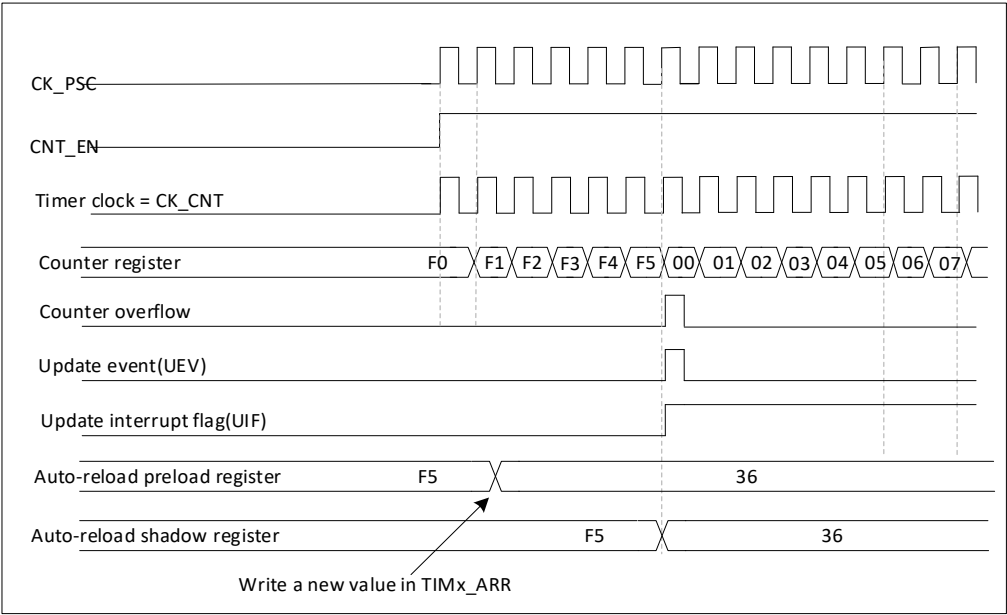 CK_PSC
CNT_EN
Timer clock = CK_CNT
Counter register F0 F1 F2 F3 F4 F5 00 01 02 03 04 05 06 07
Counter overflow
Update event(UEV)
Update interrupt flag(UIF)
Auto-reload preload register F5 36
Auto-reload shadow register F5 36
Write a new value in TIMx_ARR